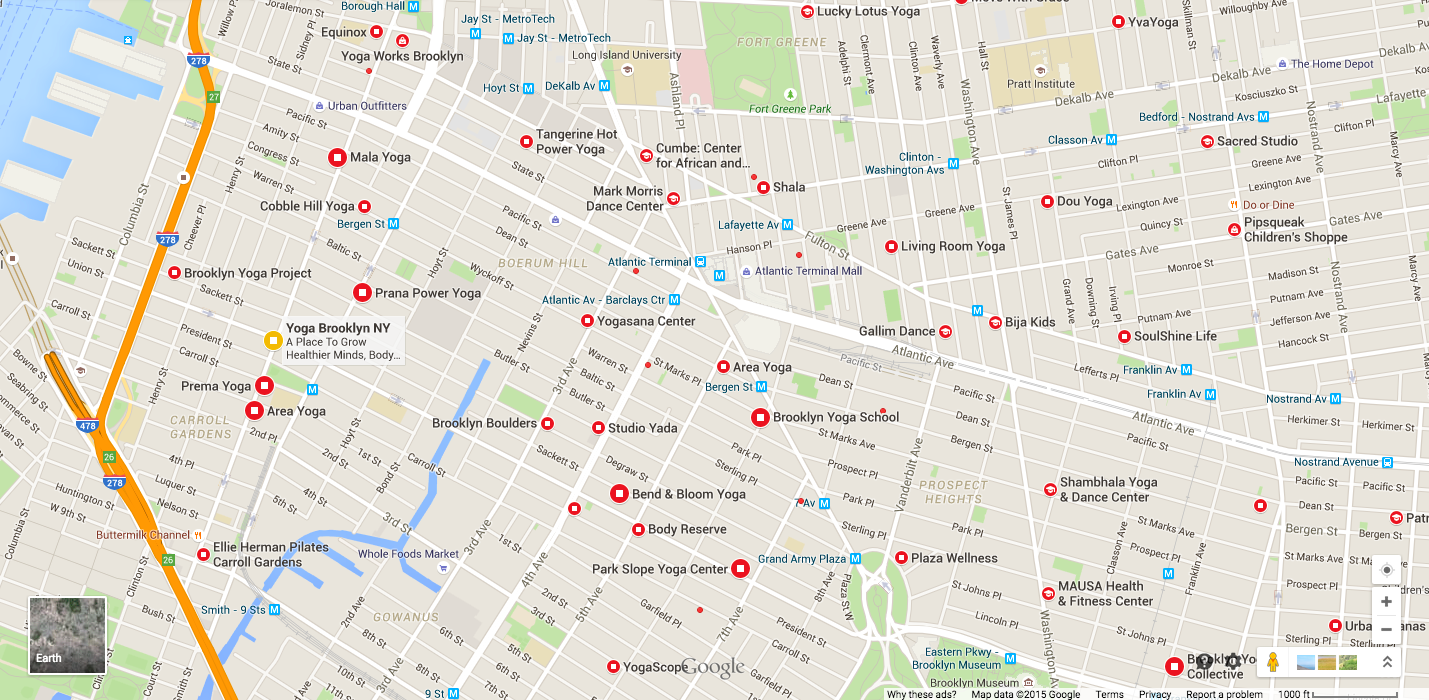 Joralemon St
Borough Hall M
Jay St - MetroTech
M
Lucky Lotus Yoga
Move With Grace
YvaYoga
Willoughby Ave
Skillman St
Willow Pl
Sidney Pl
Equinox
M Jay St - MetroTech
Yoga Works Brooklyn
Long Island University
FORT GREENE
Adelphi St
Clermont Ave
Clinton Ave
Waverly Ave
Hall St
Washington Ave
278
State St
Pratt Institute
The Home Depot
DeKalb Ave
Kosciuszko St
Dekalb Ave
Lafayette Ave
Hoyt St M
DeKalb Av M
Ashland Pl
Fort Greene Park
27
Urban Outfitters
Pacific St
Amity St
Congress St
Warren St
Henry St
Mala Yoga
Tangerine Hot
Power Yoga
Cumbe: Center
for African and...
State St
Bedford - Nostrand Avs M
Classon Av M
Clifton Pl
Clifton Pl
Sacred Studio
Greene Ave
Nostrand Ave
Marcy Ave
Clinton -
Washington Avs M
Shala
Mark Morris
Dance Center
Cobble Hill Yoga
Bergen St M
Columbia St
Cheever Pl
Pacific St
Dean St
Lafayette Av M
Greene Ave
Greene Ave
St James Pl
Dou Yoga
Lexington Ave
Lexington Ave
Quincy St
Do or Dine
Gates Ave
Pipsqueak
Children's Shoppe
278
Sackett St
Union St
Baltic St
Hoyt St
Wyckoff St
BOERUM HILL
Hanson Pl
Fulton St
Living Room Yoga
Gates Ave
Monroe St
Madison St
Putnam Ave
Brooklyn Yoga Project
Atlantic Terminal
M
Atlantic Terminal Mall
Prana Power Yoga
Sackett St
Atlantic Av - Barclays Ctr M
Grand Ave
Downing St
Irving Pl
Putnam Ave
Jefferson Ave
Hancock St
Nostrand Ave
Marcy Ave
Carroll St
President St
Carroll St
Yoga Brooklyn NY
A Place To Grow
Healthier Minds, Body...
Nevins St
Yogasana Center
M
Gallim Dance
Bija Kids
SoulShine Life
Bowne St
Seabring St
Commerce St
Henry St
Butler St
3rd Ave
Warren St
Baltic St
Butler St
St Marks Pl
Area Yoga
Atlantic Ave
Pacific St
Lefferts Pl
Prema Yoga
M
Bergen St M
Dean St
Franklin Av M
Franklin Av M
Nostrand Av M
Area Yoga
CARROLL
GARDENS
2nd Pl
Hoyt St
Brooklyn Boulders
Studio Yada
Brooklyn Yoga School
St Marks Ave
Dean St
Bergen St
Atlantic Ave
Pacific St
Herkimer St
Herkimer St
478
26
278
4th Pl
Luquer St
Nelson St
2nd St
1st St
Bond St
Carroll St
Sackett St
Degraw St
Park Pl
Sterling Pl
Prospect Pl
Park Pl
Vanderbilt Ave
PROSPECT
HEIGHTS
Nostrand Avenue
Huntington St
W 9th St
5th St
4th St
3rd St
Bend & Bloom Yoga
7 Av M
Sterling Pl
Shambhala Yoga
& Dance Center
Dean St
Bergen St
Columbia St
Buttermilk Channel
3rd Ave
1st St
Body Reserve
Classon Ave
St Marks Ave
Prospect Pl
St Marks Ave
Prospect Pl
26
Ellie Herman Pilates
Carroll Gardens
Whole Foods Market
4th Ave
2nd St
Park Slope Yoga Center
Grand Army Plaza M
Plaza Wellness
St Johns Pl
Lincoln Pl
Franklin Ave
M
MAUSA Health
& Fitness Center
Clinton St
Bush St
Smith - 9 Sts M
2nd Ave
GOWANUS
6th St
8th St
9th St
5th Ave
Garfield Pl
7th Ave
8th Ave
Plaza St W
President St
Carroll St
St Johns Pl
Sterling Pl
Washington Ave
Earth
9 St M
YogaScope
Google
Eastern Pkwy -
Brooklyn Museum M
Brooklyn Museum
Collective
Why these ads?
Map data ©2015 Google
Terms
Privacy
Report a problem
1000 ft